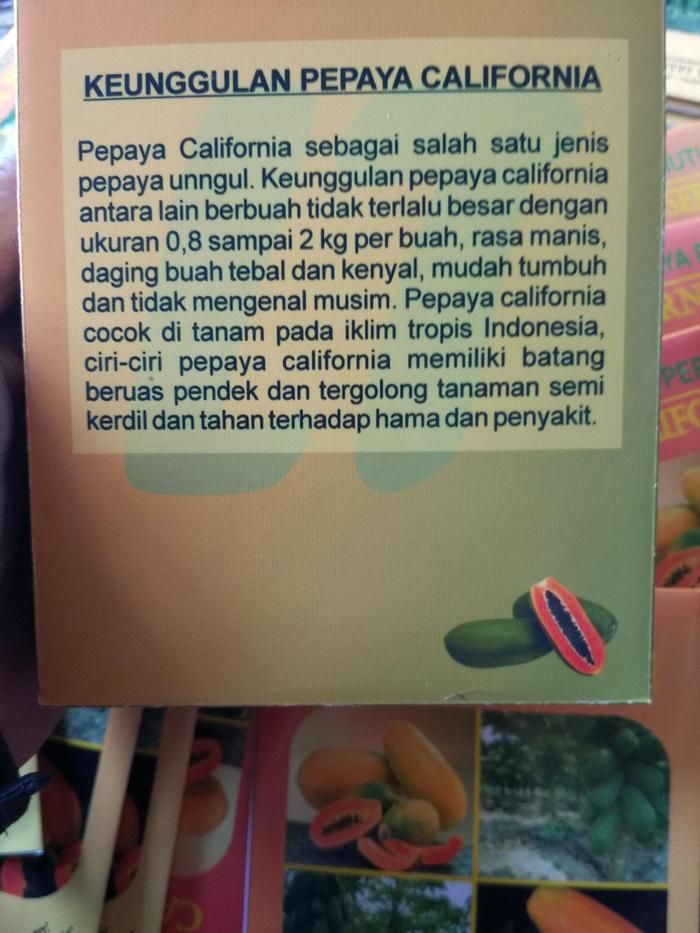 KEUNGGULAN PEPAYA CALIFORNIA
Pepaya California sebagai salah satu jenis
pepaya unngul. Keunggulan pepaya california
antara lain berbuah tidak terlalu besar dengan
ukuran 0,8 sampai 2 kg per buah, rasa manis,
daging buah tebal dan kenyal, mudah tumbuh
dan tidak mengenal musim. Pepaya california
cocok di tanam pada iklim tropis Indonesia,
ciri-ciri pepaya california memiliki batang
beruas pendek dan tergolong tanaman semi
kerdil dan tahan terhadap hama dan penyakit.